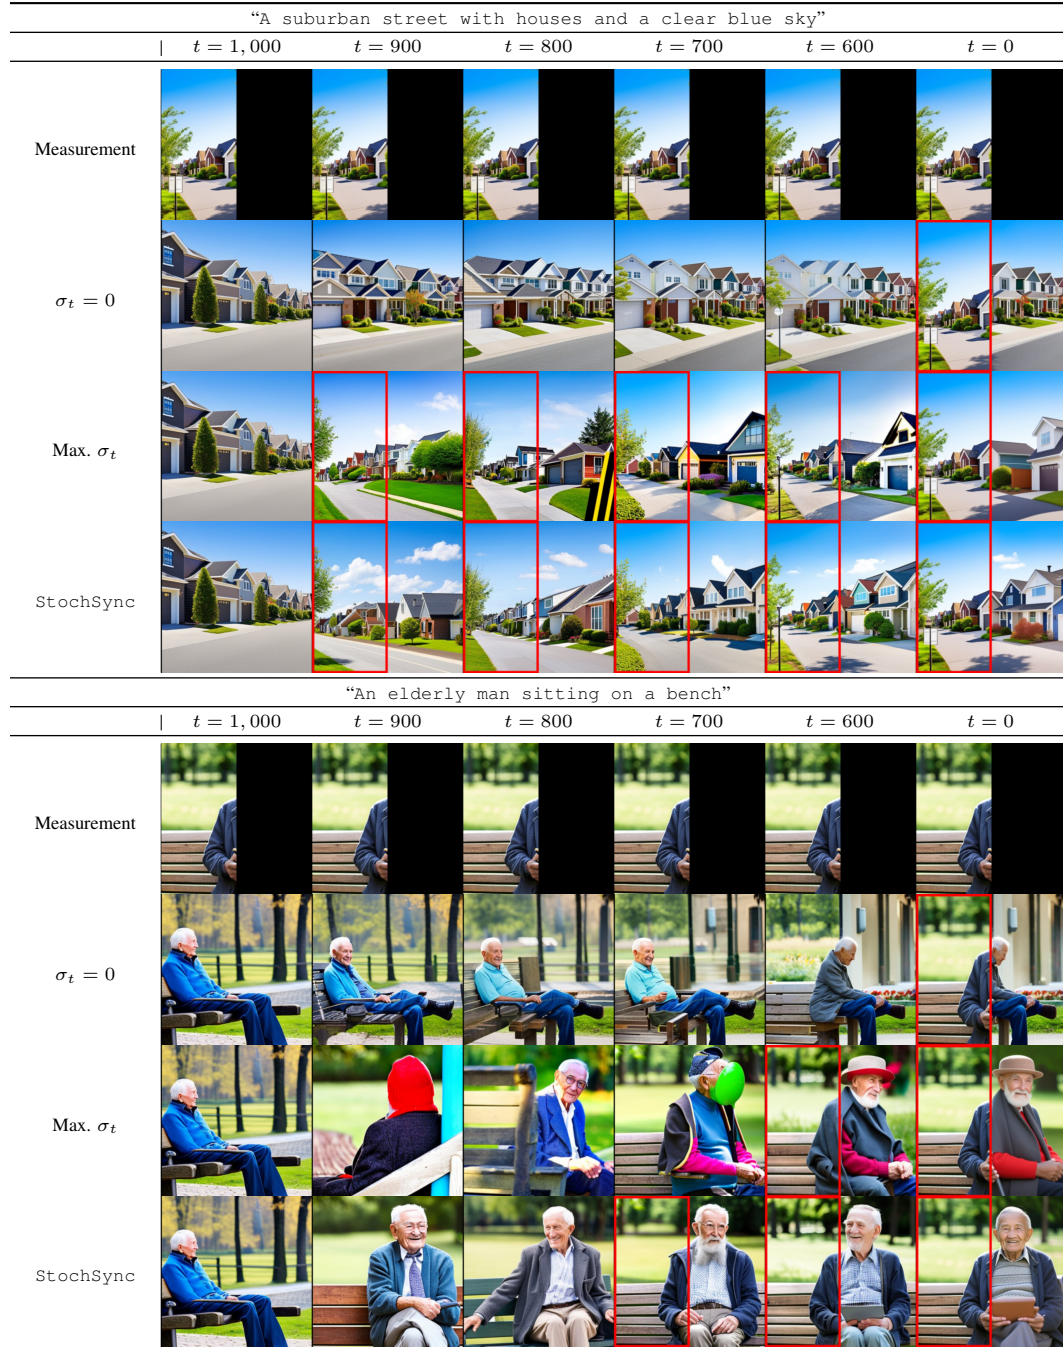 “A suburban street with houses and a clear blue sky”
| t = 1,000 t = 900 t = 800 t = 700 t = 600 t = 0
Measurement
σt = 0
Max. σt
StochSync
“An elderly man sitting on a bench”
| t = 1,000 t = 900 t = 800 t = 700 t = 600 t = 0
Measurement
σt = 0
Max. σt
StochSync